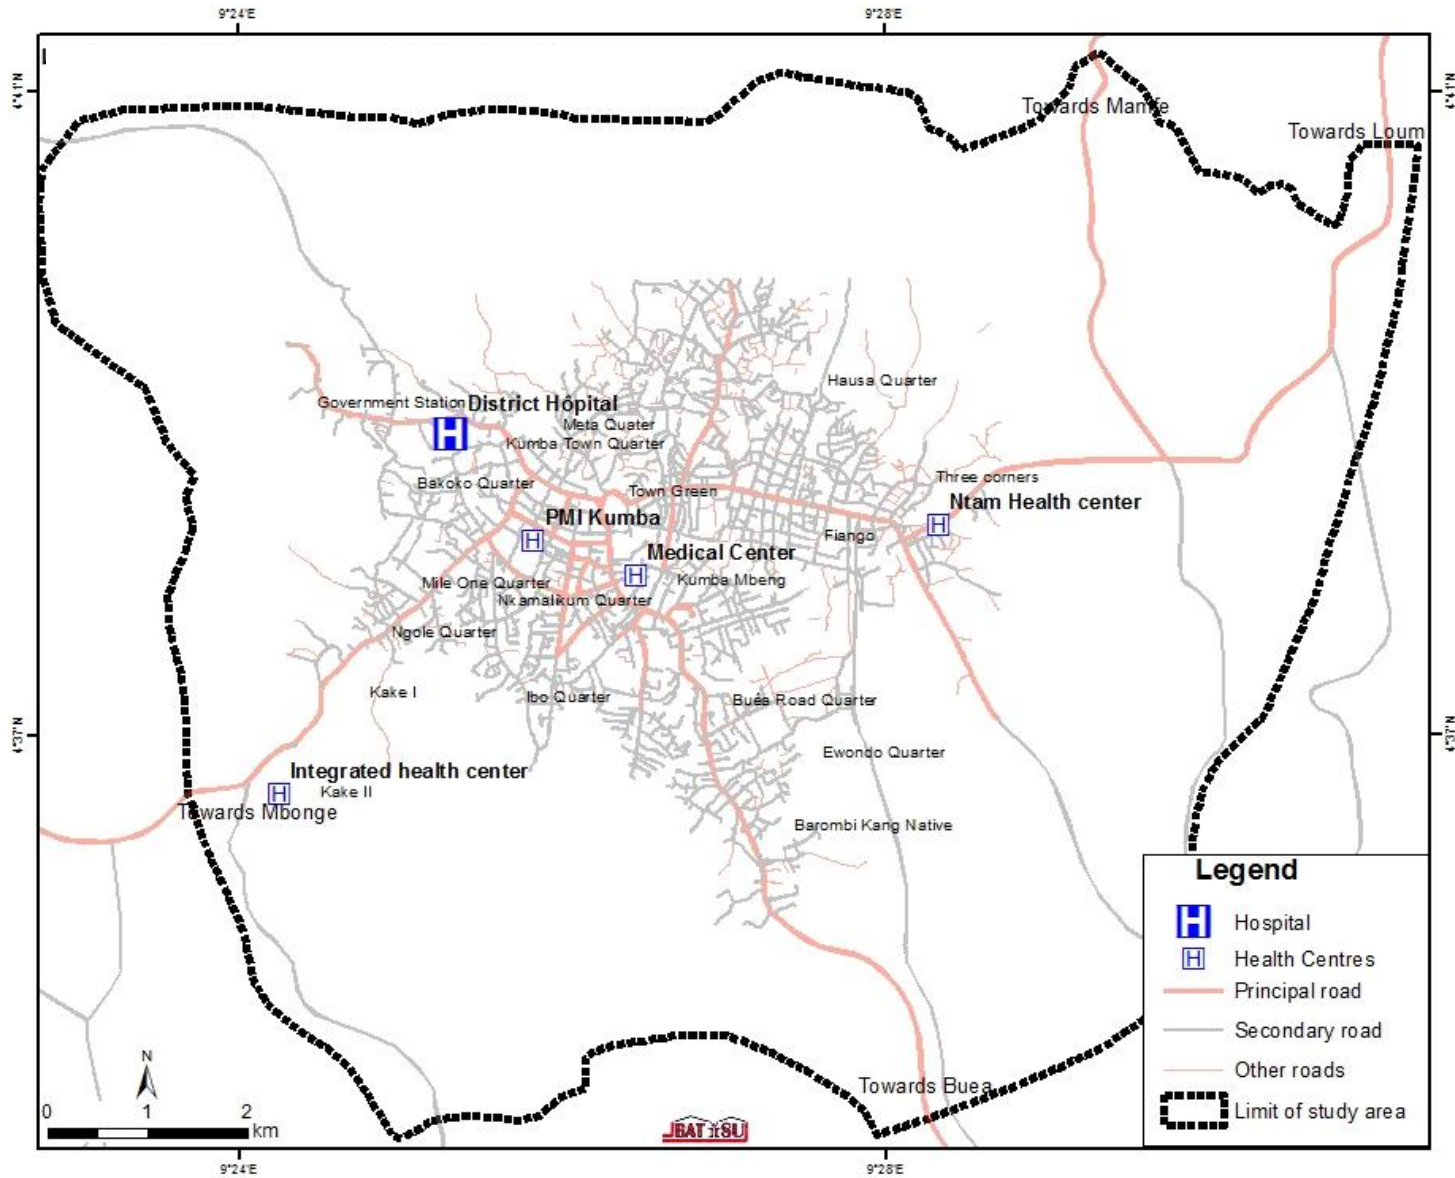 9°24'E 9°28'E
4°41'N 4°41'N
Towards Mamfe
Towards Loum
Hausa Quarter
Government Station
District Hôpital
Meta Quater
Kumba Town Quarter
Three corners
Bakoko Quarter
Town Green
Ntam Health center
PMI Kumba
Fiango
Medical Center
Mile One Quarter
Kumba Mbeng
Nkamalikum Quarter
Ngole Quarter
Kake I
Ibo Quarter
Buéa Road Quarter
4°37'N 4°37'N
Ewondo Quarter
Integrated health center
Kake II
Towards Mbonge
Barombi Kang Native
Legend
H Hospital
H Health Centres
Principal road
Secondary road
Other roads
Limit of study area
N
Towards Buea
0 1 2
km
9°24'E 9°28'E